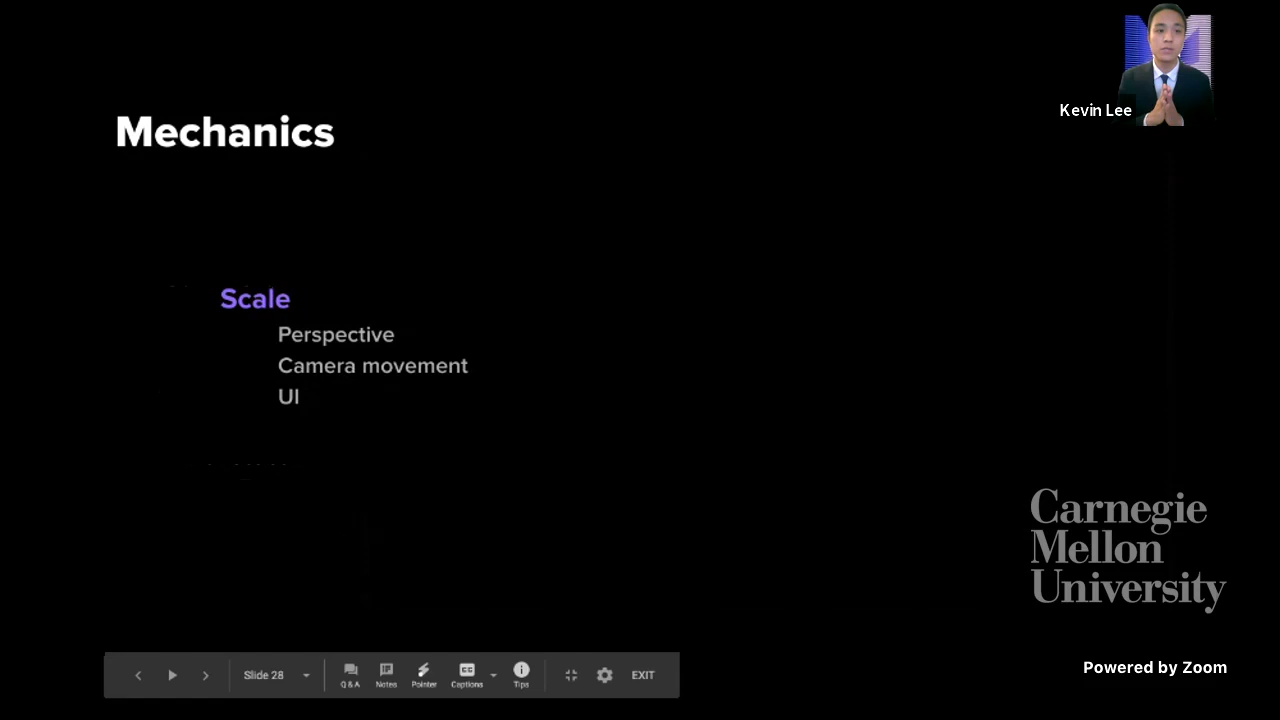 Kevin Lee
Mechanics
Scale
Perspective
Camera movement
UI
Carnegie
Mellon
University
Slide 28
Q & A
Notes
Pointer
CC
Captions
Tips
EXIT
Powered by Zoom